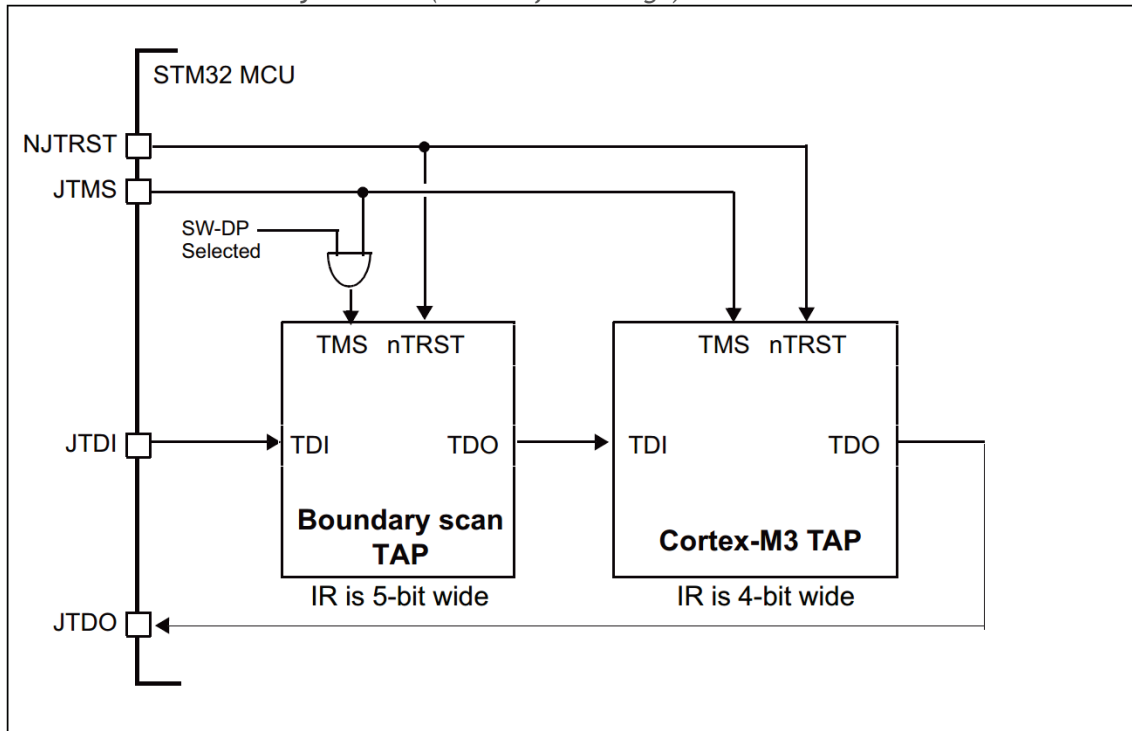 STM32 MCU
NJTRST
JTMS
SW-DP
Selected
TMS nTRST
TMS nTRST
JTDI
TDI
TDO
TDI
TDO
Boundary scan
TAP
Cortex-M3 TAP
IR is 5-bit wide
IR is 4-bit wide
JTDO